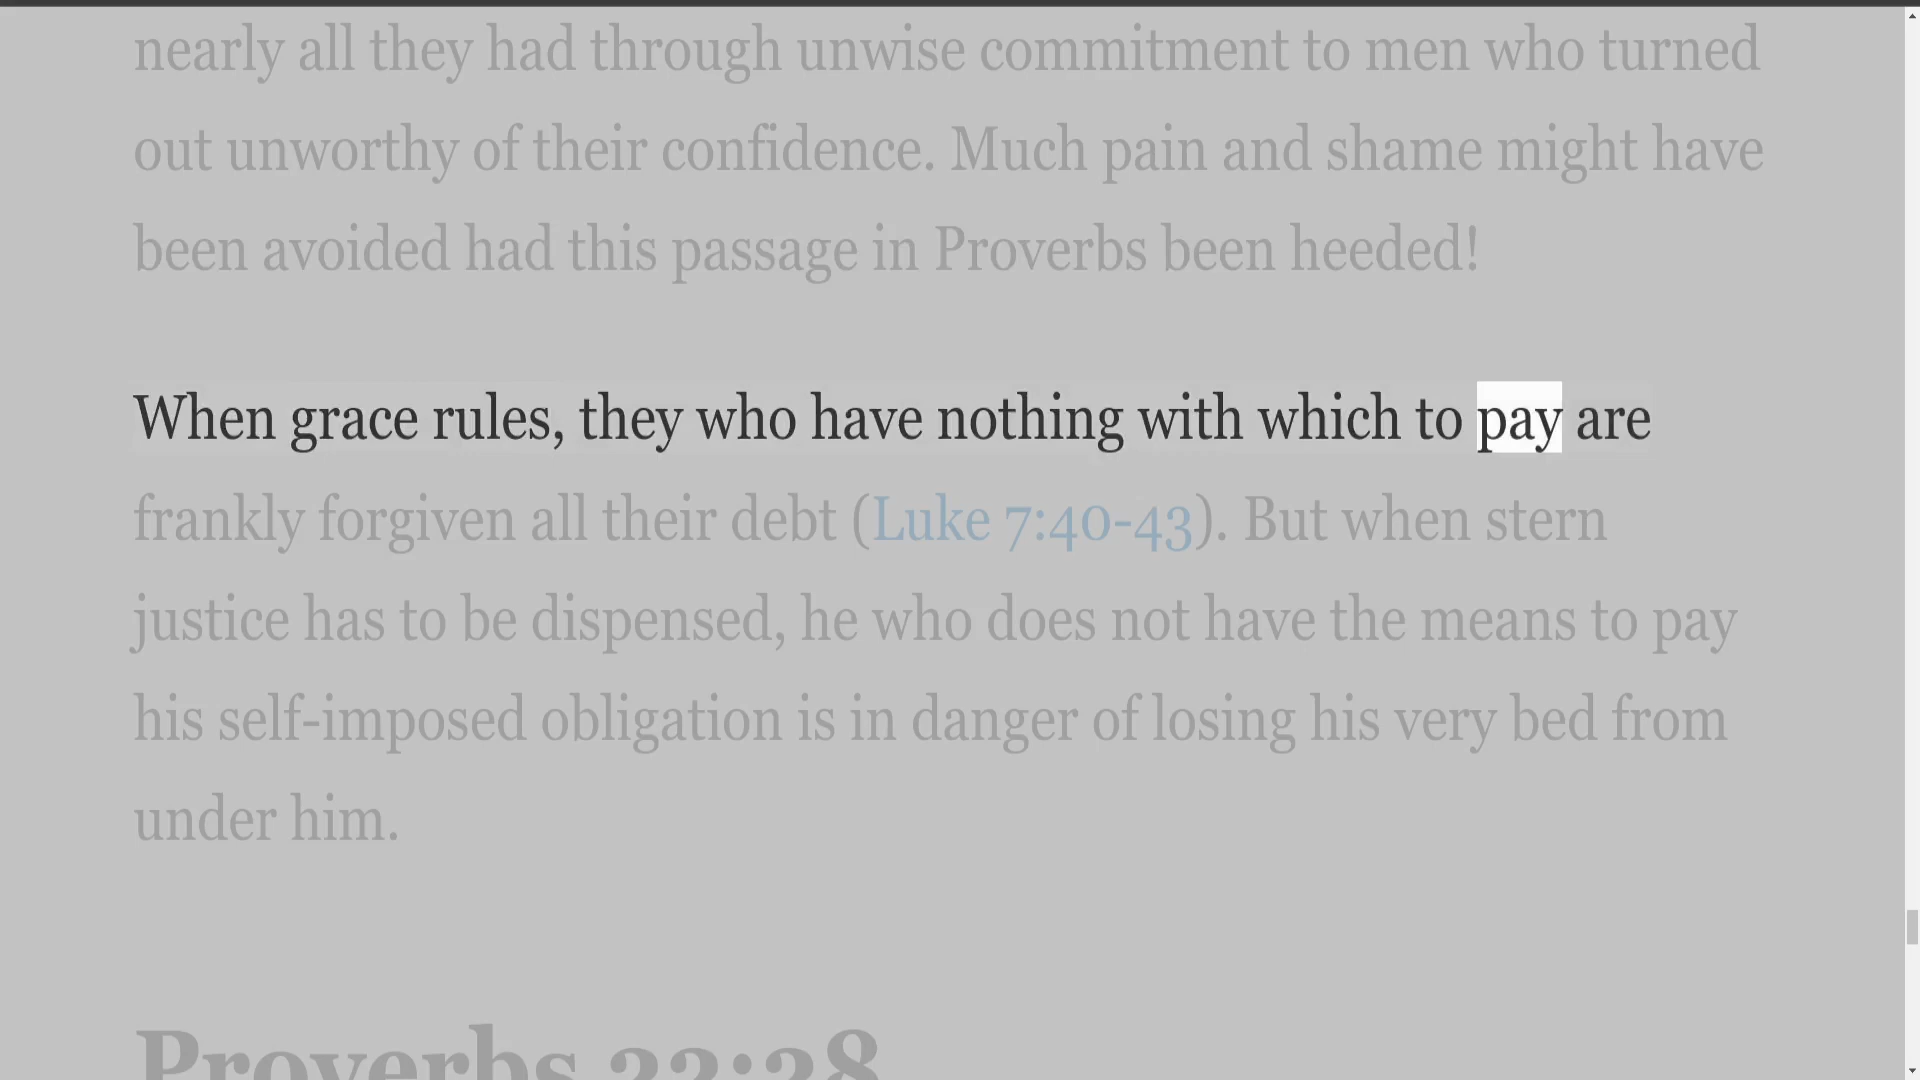 nearly all they had through unwise commitment to men who turned
out unworthy of their confidence. Much pain and shame might have
been avoided had this passage in Proverbs been heeded!
When grace rules, they who have nothing with which to pay are
frankly forgiven all their debt (Luke 7:40-43). But when stern
justice has to be dispensed, he who does not have the means to pay
his self-imposed obligation is in danger of losing his very bed from
under him.
Proverbs 22:28